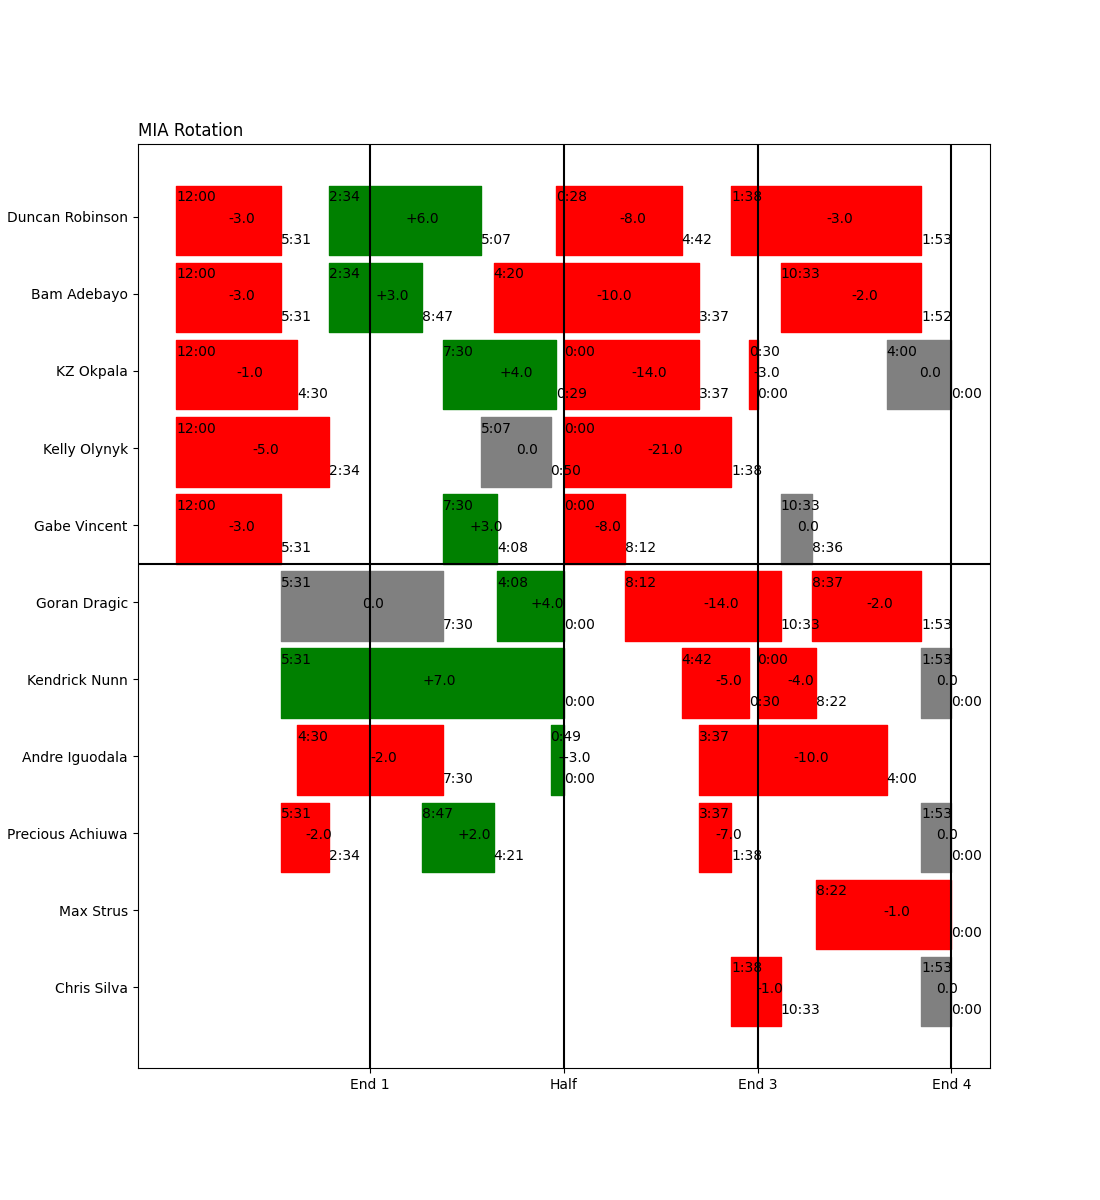 MIA Rotation
12:00 2:34 0:28 1:38
Duncan Robinson -3.0 +6.0 -8.0 -3.0
5:31 5:07 4:42 1:53
12:00 2:34 4:20 10:33
Bam Adebayo -3.0 +3.0 -10.0 -2.0
5:31 8:47 3:37 1:52
12:00 7:30 0:00 0:30 4:00
KZ Okpala -1.0 +4.0 -14.0 -3.0 0.0
4:30 0:29 3:37 0:00 0:00
12:00 5:07 0:00
Kelly Olynyk -5.0 0.0 -21.0
2:34 0:50 1:38
12:00 7:30 0:00 10:33
Gabe Vincent -3.0 +3.0 -8.0 0.0
5:31 4:08 8:12 8:36
5:31 4:08 8:12 8:37
Goran Dragic 0.0 +4.0 -14.0 -2.0
7:30 0:00 10:33 1:53
5:31 4:42 0:00 1:53
Kendrick Nunn +7.0 -5.0 -4.0 0.0
0:00 0:30 8:22 0:00
4:30 0:49 3:37
Andre Iguodala -2.0 +3.0 -10.0
7:30 0:00 4:00
5:31 8:47 3:37 1:53
Precious Achiuwa -2.0 +2.0 -7.0 0.0
2:34 4:21 1:38 0:00
8:22
Max Strus -1.0
0:00
1:38 1:53
Chris Silva -1.0 0.0
10:33 0:00
End 1 Half End 3 End 4